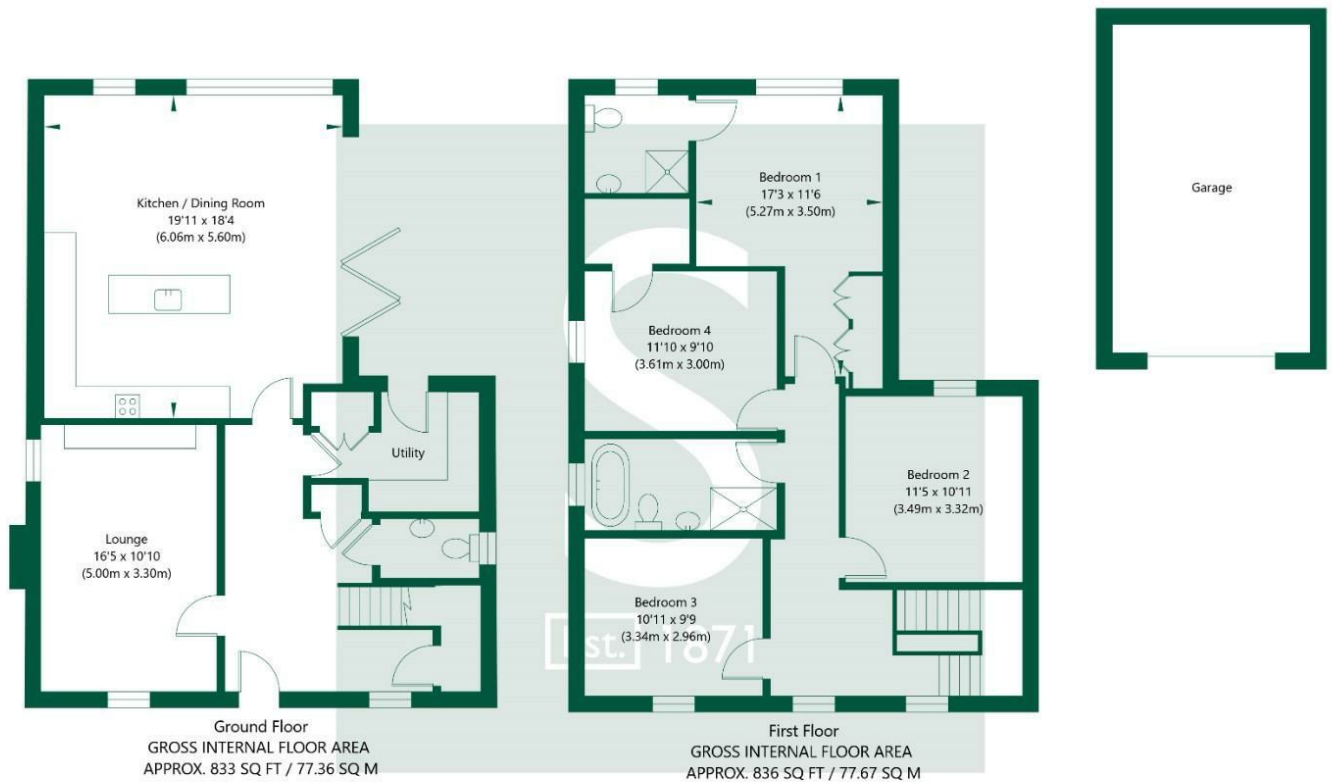 Kitchen / Dining Room
19'11 x 18'4
(6.06m x 5.60m)
Utility
Lounge
16'5 x 10'10
(5.00m x 3.30m)
Ground Floor
GROSS INTERNAL FLOOR AREA
APPROX. 833 SQ FT / 77.36 SQ M
Bedroom 1
17'3 x 11'6
(5.27m x 3.50m)
Bedroom 4
11'10 x 9'10
(3.61m x 3.00m)
Bedroom 2
11'5 x 10'11
(3.49m x 3.32m)
Bedroom 3
10'11 x 9'9
(3.34m x 2.96m)
S
Est. 1871
First Floor
GROSS INTERNAL FLOOR AREA
APPROX. 836 SQ FT / 77.67 SQ M
Garage